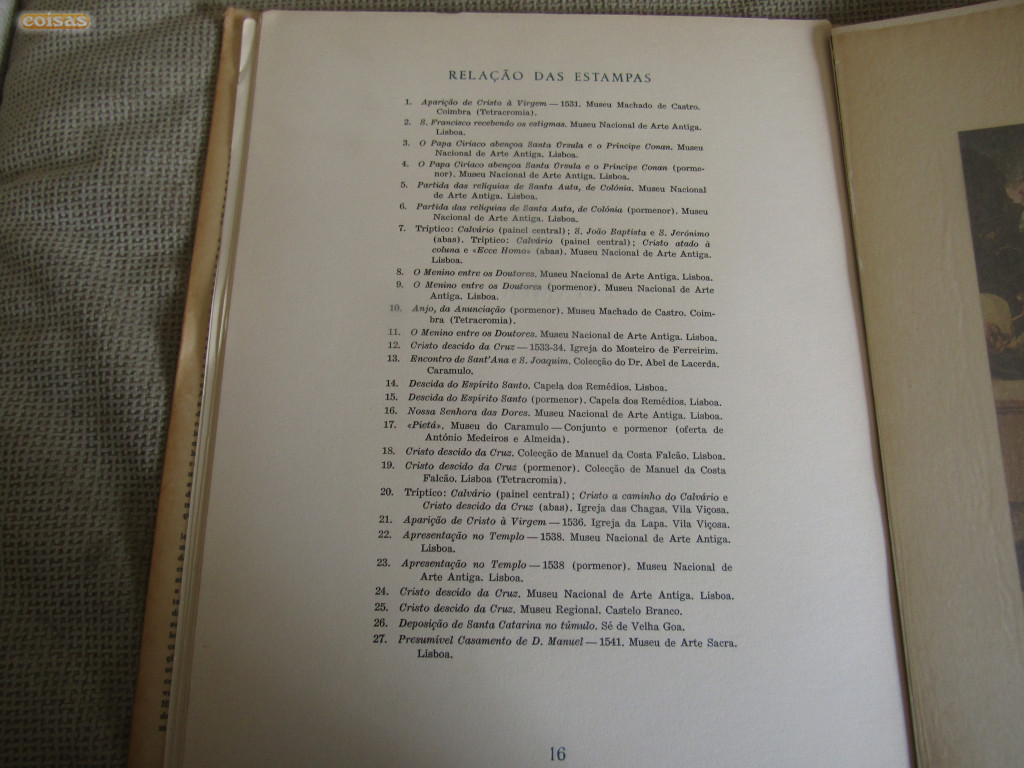 coisas
RELAÇÃO DAS ESTAMPAS
1. Aparição de Cristo à Virgem — 1531. Museu Machado de Castro.
Coimbra (Tetracromia).
2. S. Francisco recebendo os estigmas. Museu Nacional de Arte Antiga.
Lisboa.
3. O Papa Ciríaco abençoa Santa Úrsula e o Príncipe Conan. Museu
Nacional de Arte Antiga. Lisboa.
4. O Papa Ciríaco abençoa Santa Úrsula e o Príncipe Conan (porme-
nor). Museu Nacional de Arte Antiga. Lisboa.
5. Partida das relíquias de Santa Auta, de Colónia. Museu Nacional
de Arte Antiga. Lisboa.
6. Partida das relíquias de Santa Auta, de Colónia (pormenor). Museu
Nacional de Arte Antiga. Lisboa.
7. Tríptico: Calvário (painel central); S. João Baptista e S. Jerónimo
(abas). Tríptico: Calvário (painel central); Cristo atado à
coluna e «Ecce Homo» (abas). Museu Nacional de Arte Antiga.
Lisboa.
8. O Menino entre os Doutores. Museu Nacional de Arte Antiga. Lisboa.
9. O Menino entre os Doutores (pormenor). Museu Nacional de Arte
Antiga. Lisboa.
10. Anjo, da Anunciação (pormenor). Museu Machado de Castro. Coim-
bra (Tetracromia).
11. O Menino entre os Doutores. Museu Nacional de Arte Antiga. Lisboa.
12. Cristo descido da Cruz — 1533-34. Igreja do Mosteiro de Ferreirim.
13. Encontro de Sant'Ana e S. Joaquim. Colecção do Dr. Abel de Lacerda.
Caramulo.
14. Descida do Espírito Santo. Capela dos Remédios. Lisboa.
15. Descida do Espírito Santo (pormenor). Capela dos Remédios. Lisboa.
16. Nossa Senhora das Dores. Museu Nacional de Arte Antiga. Lisboa.
17. «Pietá». Museu do Caramulo — Conjunto e pormenor (oferta de
António Medeiros e Almeida).
18. Cristo descido da Cruz. Colecção de Manuel da Costa Falcão. Lisboa.
19. Cristo descido da Cruz (pormenor). Colecção de Manuel da Costa
Falcão. Lisboa (Tetracromia).
20. Tríptico: Calvário (painel central); Cristo a caminho do Calvário e
Cristo descido da Cruz (abas). Igreja das Chagas. Vila Viçosa.
21. Aparição de Cristo à Virgem — 1536. Igreja da Lapa. Vila Viçosa.
22. Apresentação no Templo — 1538. Museu Nacional de Arte Antiga.
Lisboa.
23. Apresentação no Templo — 1538 (pormenor). Museu Nacional de
Arte Antiga. Lisboa.
24. Cristo descido da Cruz. Museu Nacional de Arte Antiga. Lisboa.
25. Cristo descido da Cruz. Museu Regional. Castelo Branco.
26. Deposição de Santa Catarina no túmulo. Sé de Velha Goa.
27. Presumível Casamento de D. Manuel — 1541. Museu de Arte Sacra.
Lisboa.
16